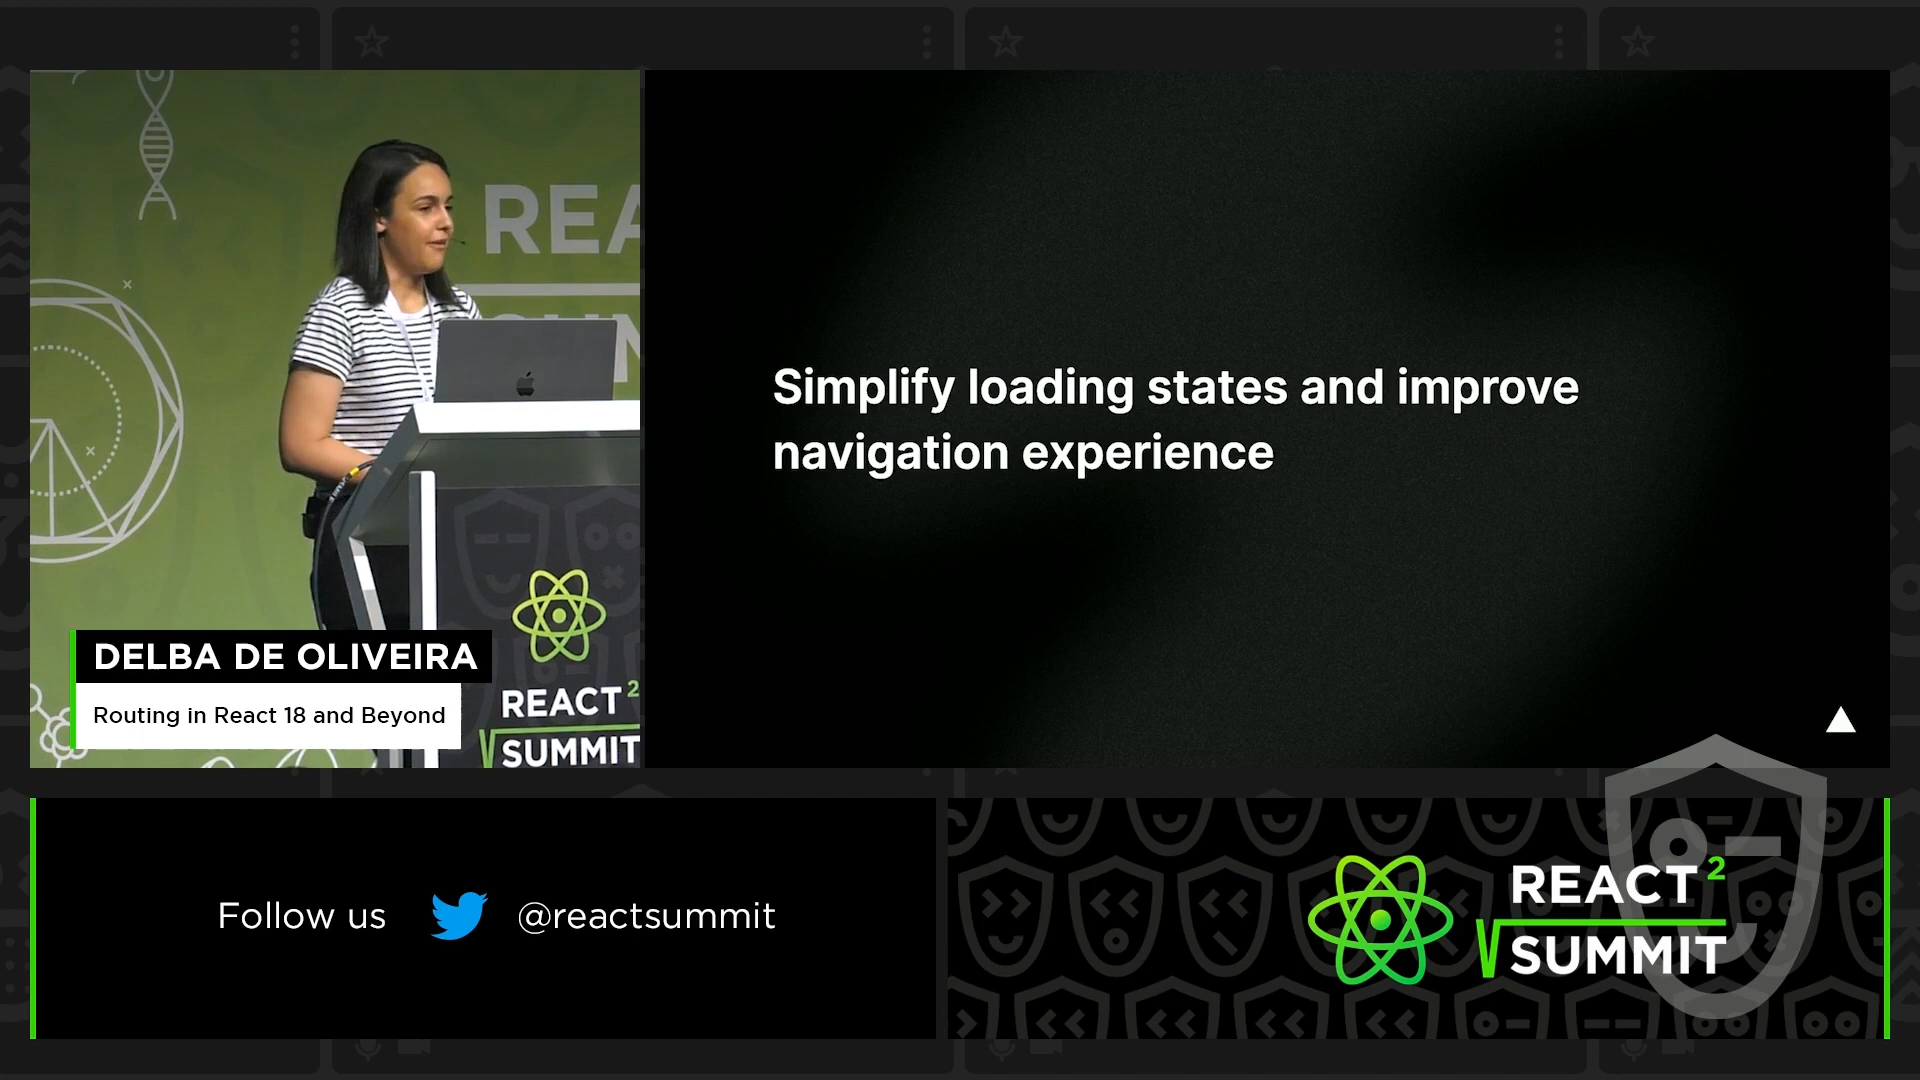 REA
SUM
DELBA DE OLIVEIRA
Routing in React 18 and Beyond
REACT 2
SUMMIT
Simplify loading states and improve
navigation experience
Follow us
@reactsummit
REACT 2
SUMMIT